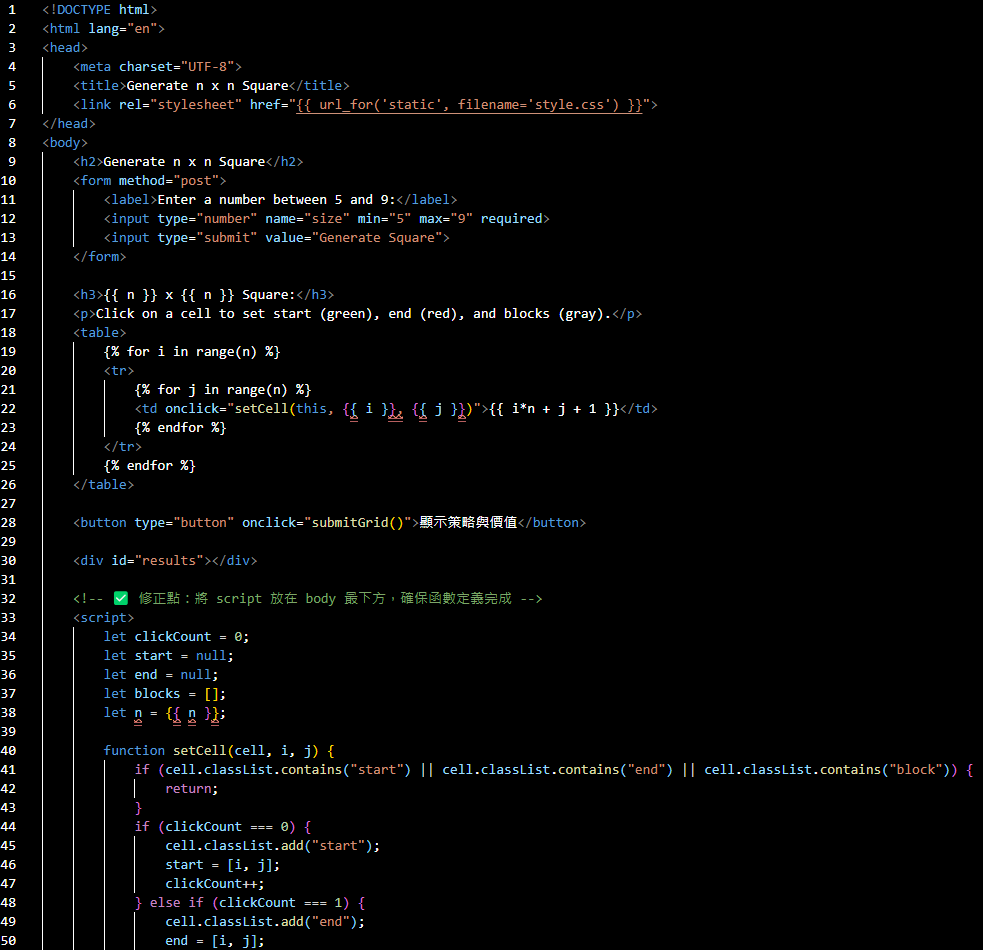 1 <!DOCTYPE html>
2 <html lang="en">
3 <head>
4     <meta charset="UTF-8">
5     <title>Generate n x n Square</title>
6     <link rel="stylesheet" href="{{ url_for('static', filename='style.css') }}">
7 </head>
8 <body>
9     <h2>Generate n x n Square</h2>
10     <form method="post">
11         <label>Enter a number between 5 and 9:</label>
12         <input type="number" name="size" min="5" max="9" required>
13         <input type="submit" value="Generate Square">
14     </form>
15
16     <h3>{{ n }} x {{ n }} Square:</h3>
17     <p>Click on a cell to set start (green), end (red), and blocks (gray).</p>
18     <table>
19         {% for i in range(n) %}
20         <tr>
21             {% for j in range(n) %}
22             <td onclick="setCell(this, {{ i }}, {{ j }})">{{ i*n + j + 1 }}</td>
23             {% endfor %}
24         </tr>
25         {% endfor %}
26     </table>
27
28     <button type="button" onclick="submitGrid()">顯示策略與價值</button>
29
30     <div id="results"></div>
31
32     <!-- ✅ 修正點：將 script 放在 body 最下方，確保函數定義完成 -->
33     <script>
34         let clickCount = 0;
35         let start = null;
36         let end = null;
37         let blocks = [];
38         let n = {{ n }};
39
40         function setCell(cell, i, j) {
41             if (cell.classList.contains("start") || cell.classList.contains("end") || cell.classList.contains("block")) {
42                 return;
43             }
44             if (clickCount === 0) {
45                 cell.classList.add("start");
46                 start = [i, j];
47                 clickCount++;
48             } else if (clickCount === 1) {
49                 cell.classList.add("end");
50                 end = [i, j];